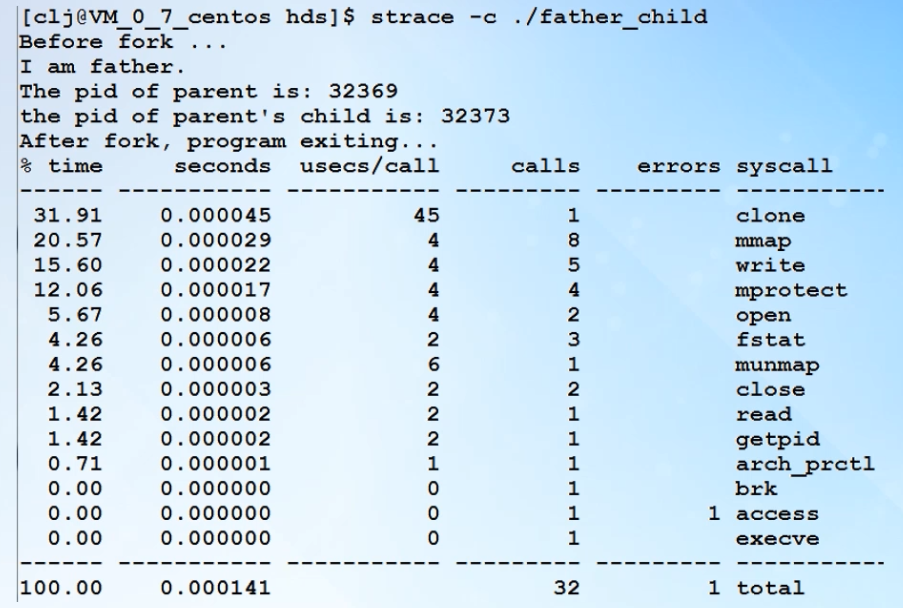 [clj@VM_0_7_centos hds]$ strace -c ./father_child
Before fork ...
I am father.
The pid of parent is: 32369
the pid of parent's child is: 32373
After fork, program exiting...
% time     seconds  usecs/call     calls    errors syscall
------ ----------- ----------- --------- --------- -----------
 31.91    0.000045          45         1           clone
 20.57    0.000029           4         8           mmap
 15.60    0.000022           4         5           write
 12.06    0.000017           4         4           mprotect
  5.67    0.000008           4         2           open
  4.26    0.000006           2         3           fstat
  4.26    0.000006           6         1           munmap
  2.13    0.000003           2         2           close
  1.42    0.000002           2         1           read
  1.42    0.000002           2         1           getpid
  0.71    0.000001           1         1           arch_prctl
  0.00    0.000000           0         1           brk
  0.00    0.000000           0         1         1 access
  0.00    0.000000           0         1           execve
------ ----------- ----------- --------- --------- -----------
100.00    0.000141                    32         1 total